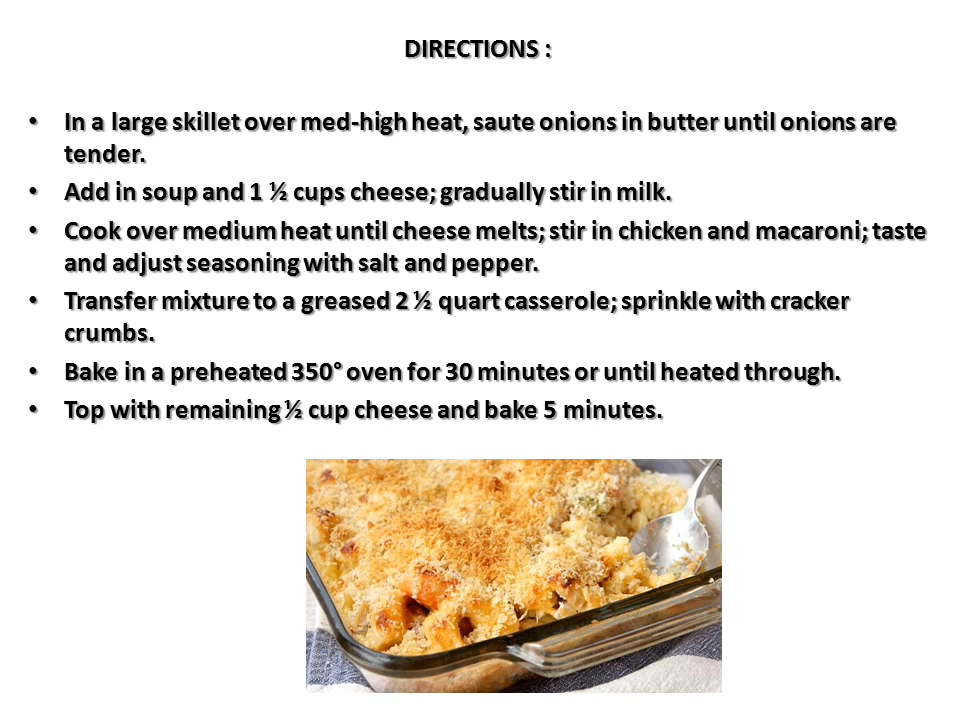 DIRECTIONS :
• In a large skillet over med-high heat, saute onions in butter until onions are
tender.
• Add in soup and 1 ½ cups cheese; gradually stir in milk.
• Cook over medium heat until cheese melts; stir in chicken and macaroni; taste
and adjust seasoning with salt and pepper.
• Transfer mixture to a greased 2 ½ quart casserole; sprinkle with cracker
crumbs.
• Bake in a preheated 350° oven for 30 minutes or until heated through.
• Top with remaining ½ cup cheese and bake 5 minutes.